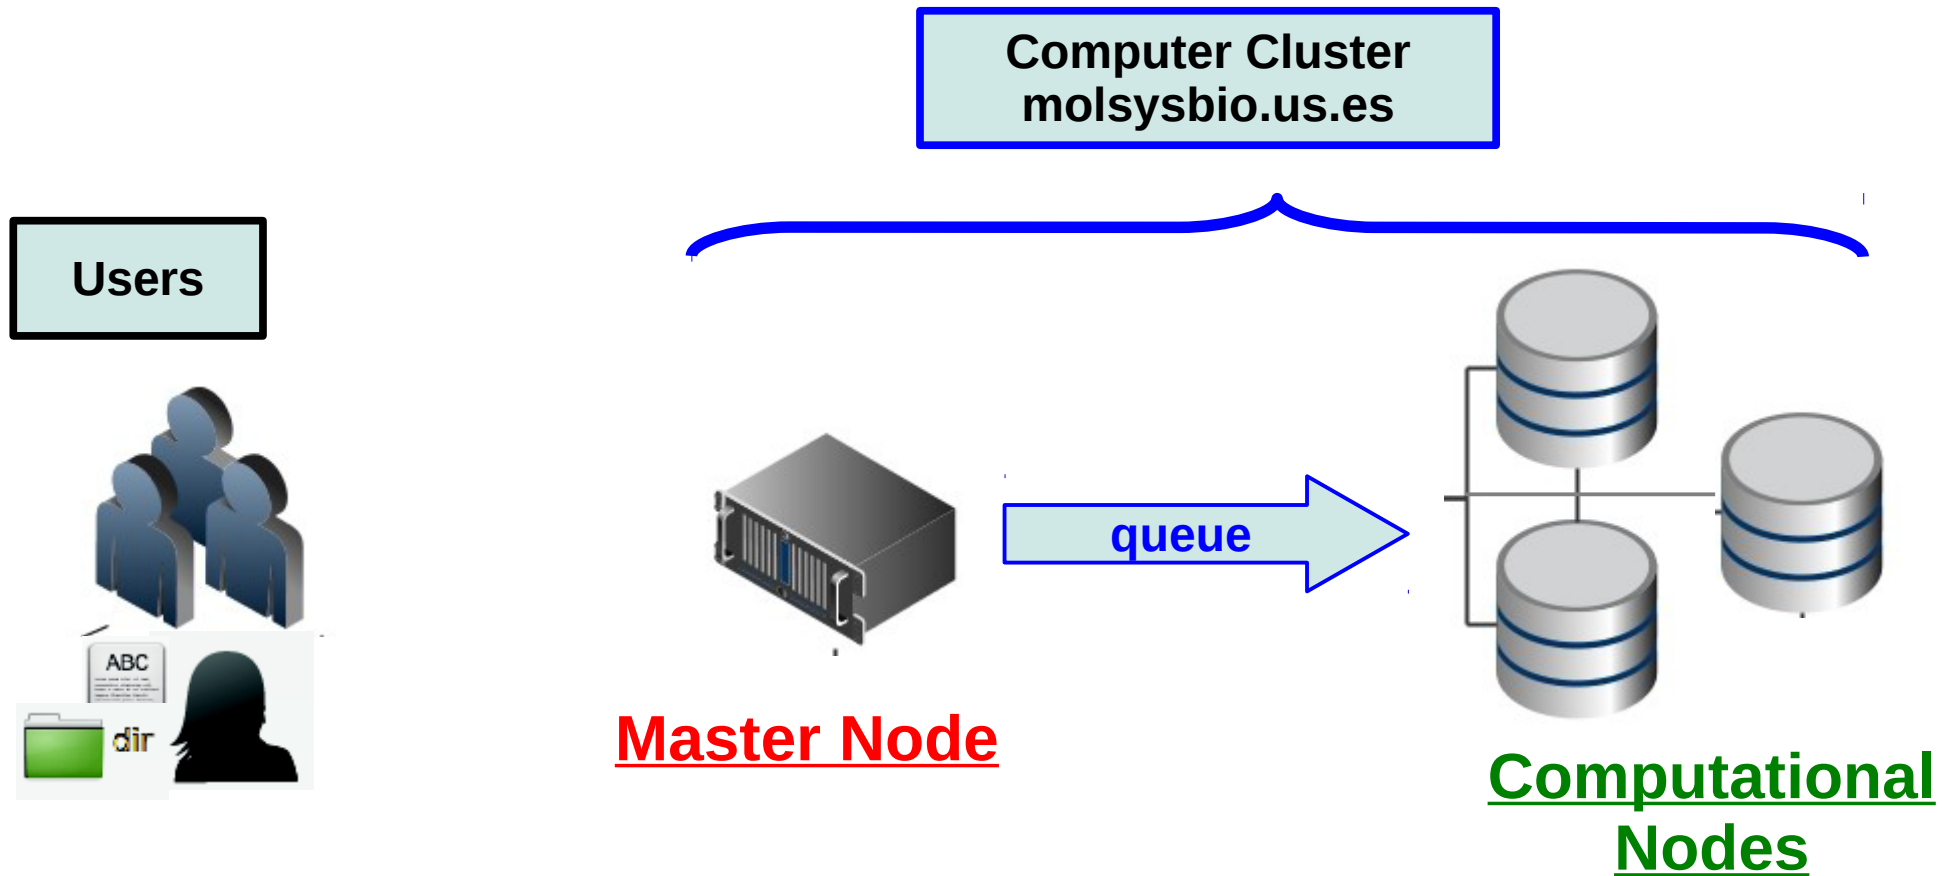 Computer Cluster
molsysbio.us.es
Users
queue
ABC
dir
Master Node
Computational
Nodes